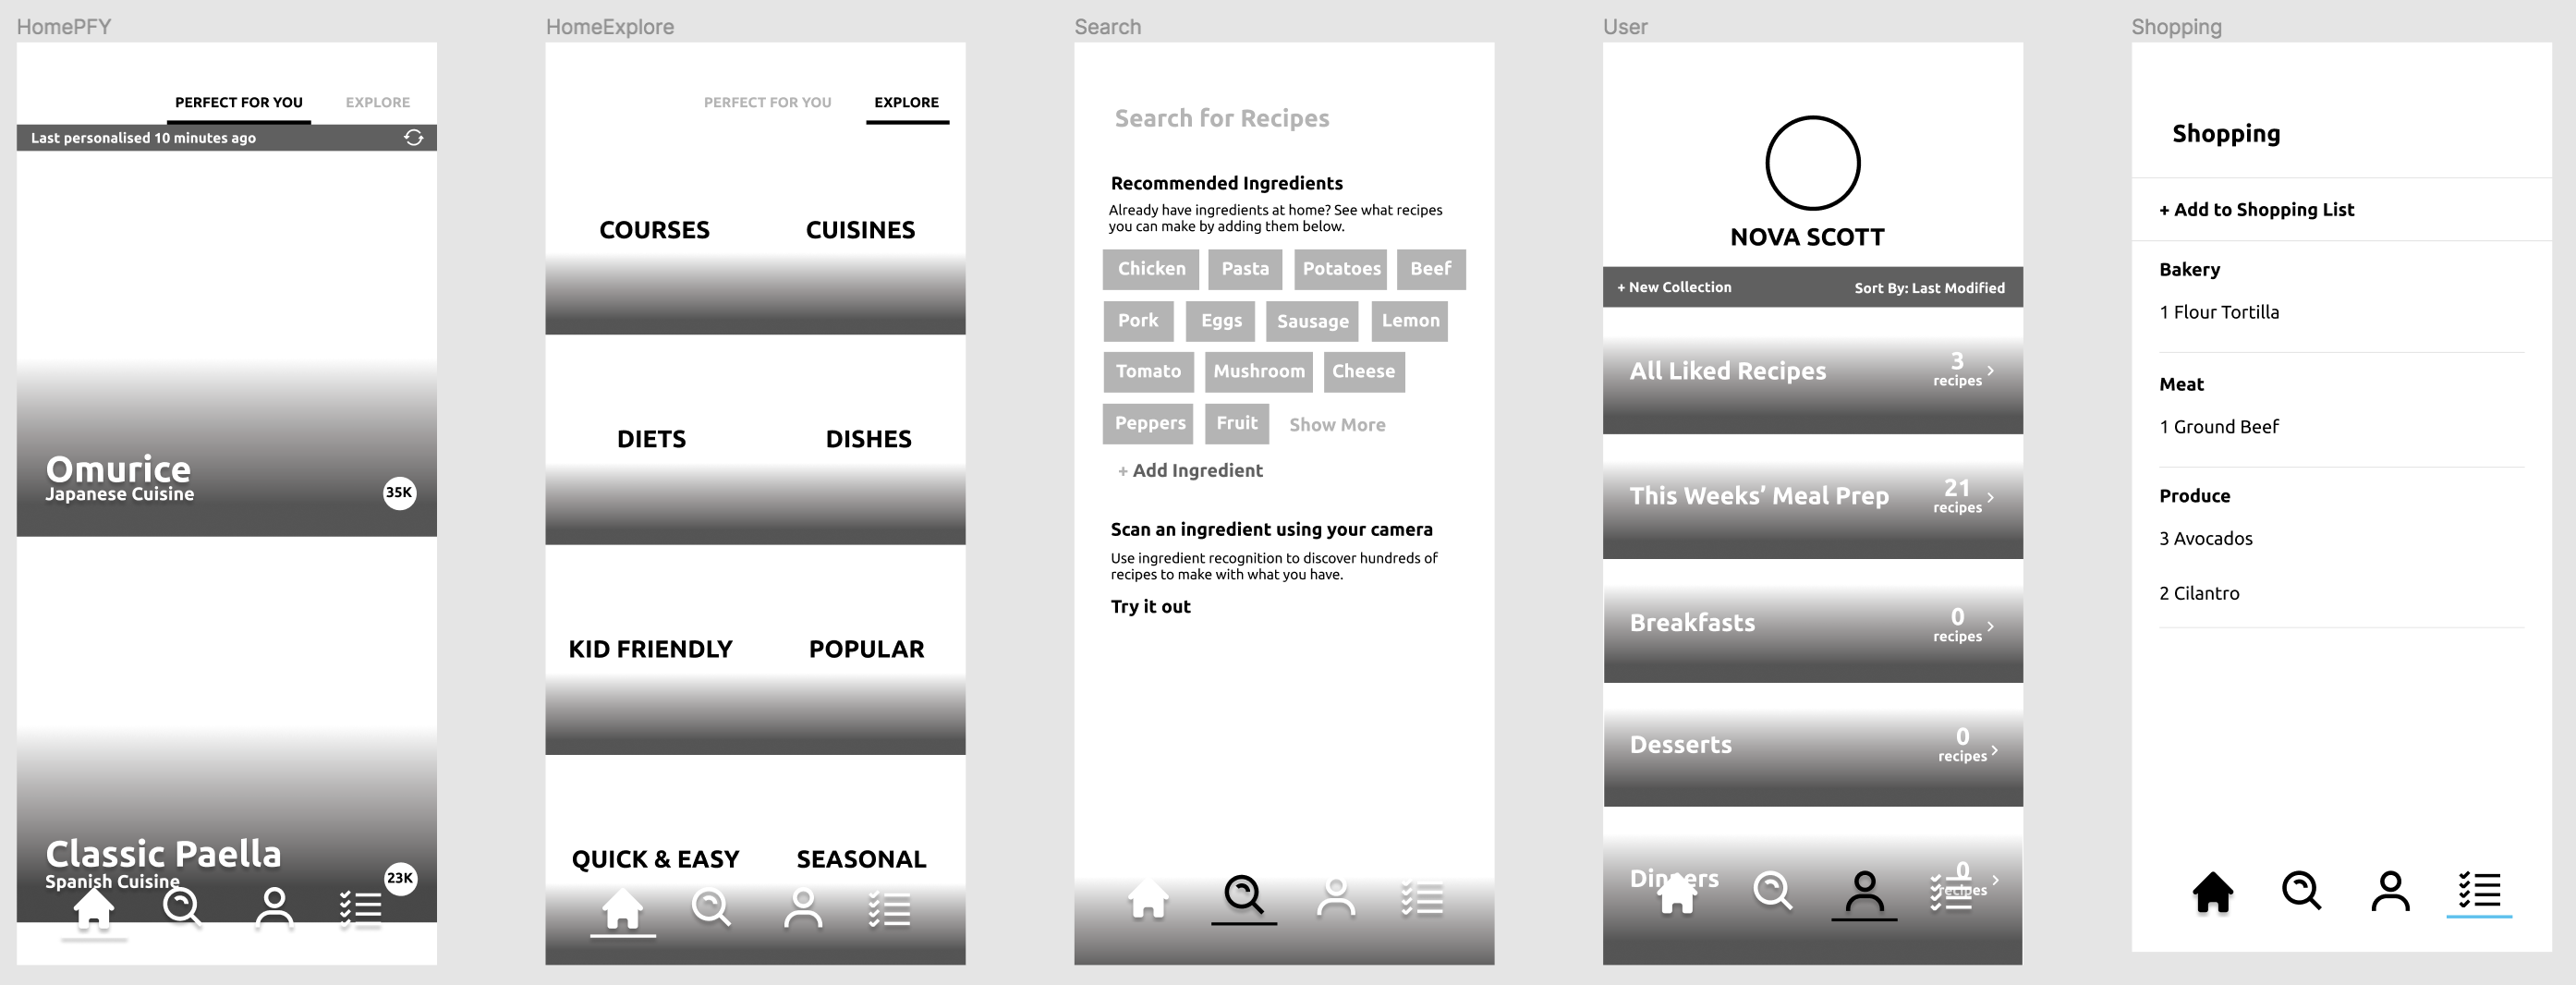 HomePFY
PERFECT FOR YOU
EXPLORE
Last personalised 10 minutes ago
Omurice
Japanese Cuisine
35K
Classic Paella
Spanish Cuisine
23K
HomeExplore
PERFECT FOR YOU
EXPLORE
COURSES
CUISINES
DIETS
DISHES
KID FRIENDLY
POPULAR
QUICK & EASY
SEASONAL
Search
Search for Recipes
Recommended Ingredients
Already have ingredients at home? See what recipes
you can make by adding them below.
Chicken
Pasta
Potatoes
Beef
Pork
Eggs
Sausage
Lemon
Tomato
Mushroom
Cheese
Peppers
Fruit
Show More
+ Add Ingredient
Scan an ingredient using your camera
Use ingredient recognition to discover hundreds of
recipes to make with what you have.
Try it out
User
NOVA SCOTT
+ New Collection
Sort By: Last Modified
All Liked Recipes
3
recipes
This Weeks’ Meal Prep
21
recipes
Breakfasts
0
recipes
Desserts
0
recipes
Dinners
0
recipes
Shopping
Shopping
+ Add to Shopping List
Bakery
1 Flour Tortilla
Meat
1 Ground Beef
Produce
3 Avocados
2 Cilantro